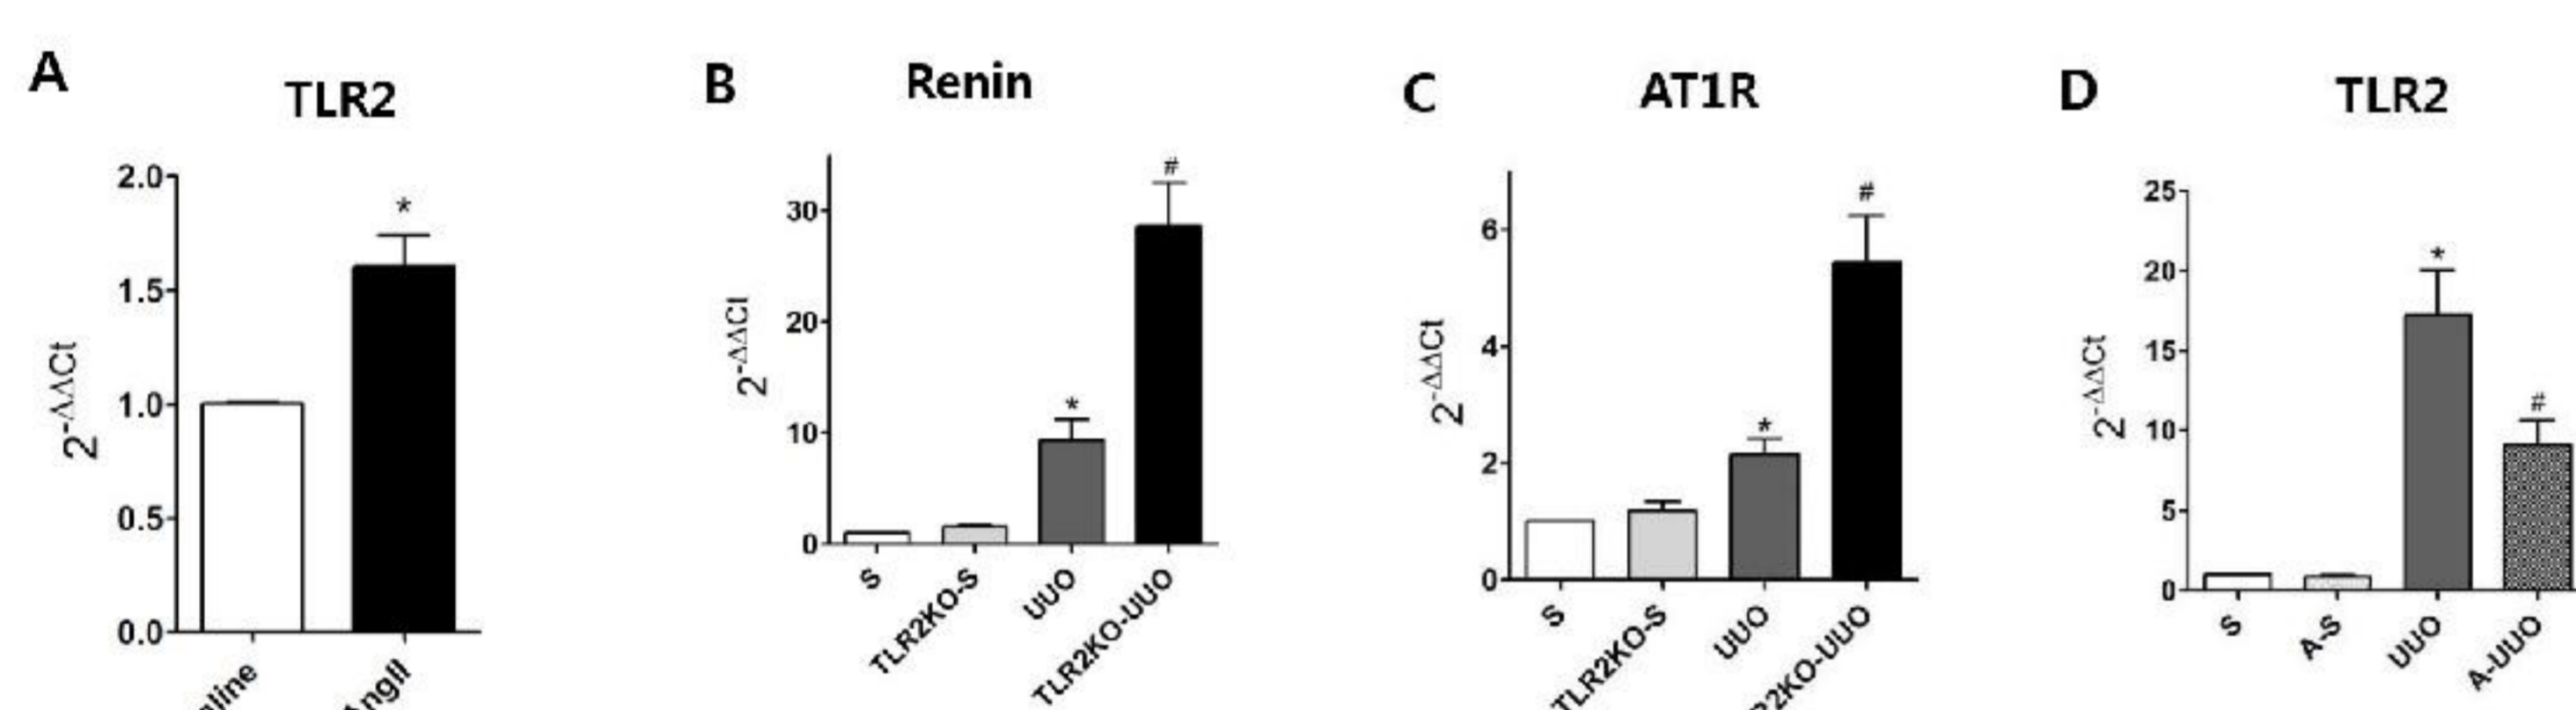 A
TLR2
2.0
1.5
1.0
0.5
0.0
2-ΔΔCt
*
B
Renin
30
20
10
0
2-ΔΔCt
*
#
S
TLR2KO-S
UUO
TLR2KO-UUO
C
AT1R
6
4
2
0
2-ΔΔCt
*
#
S
TLR2KO-S
UUO
R2KO-UUO
D
TLR2
25
20
15
10
5
0
2-ΔΔCt
*
#
S
A-S
UUO
A-UUO